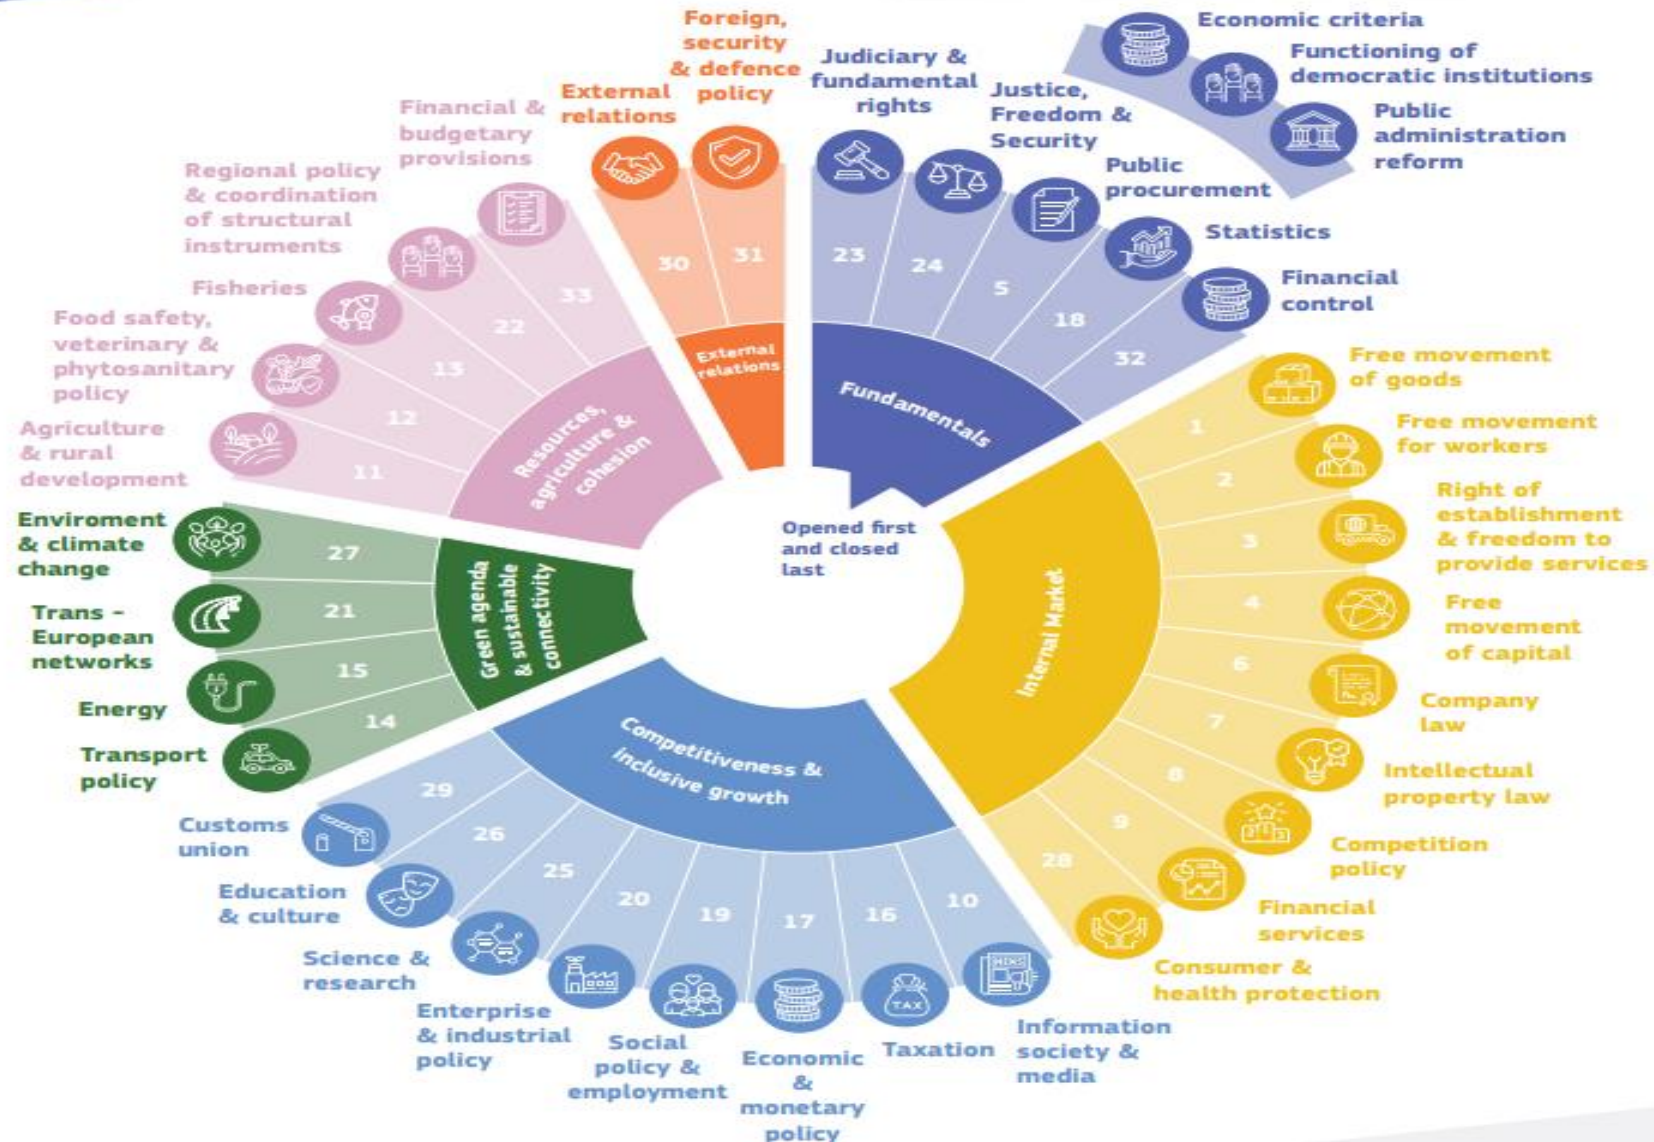 Economic criteria
Functioning of
democratic institutions
Public
administration
reform
Foreign,
security
& defence
policy
External
relations
Judiciary &
fundamental
rights
Justice,
Freedom &
Security
Public
procurement
Statistics
Financial
control
Financial &
budgetary
provisions
Regional policy
& coordination
of structural
instruments
Fisheries
Food safety,
veterinary &
phytosanitary
policy
Agriculture
& rural
development
30
31
23
24
5
18
32
33
22
13
12
11
External
relations
Fundamentals
Resources,
agriculture &
cohesion
Opened first
and closed
last
Free movement
of goods
Free movement
for workers
Right of
establishment
& freedom to
provide services
Free
movement
of capital
Company
law
Intellectual
property law
Competition
policy
Financial
services
Consumer &
health protection
1
2
3
4
6
7
8
9
28
Internal Market
Enviroment
& climate
change
Trans -
European
networks
Energy
Transport
policy
27
21
15
14
Green agenda
& sustainable
connectivity
Competitiveness &
inclusive growth
29
26
25
20
19
17
16
10
Customs
union
Education
& culture
Science &
research
Enterprise
& industrial
policy
Social
policy &
employment
Economic
&
monetary
policy
TAX
Taxation
NEWS
Information
society &
media